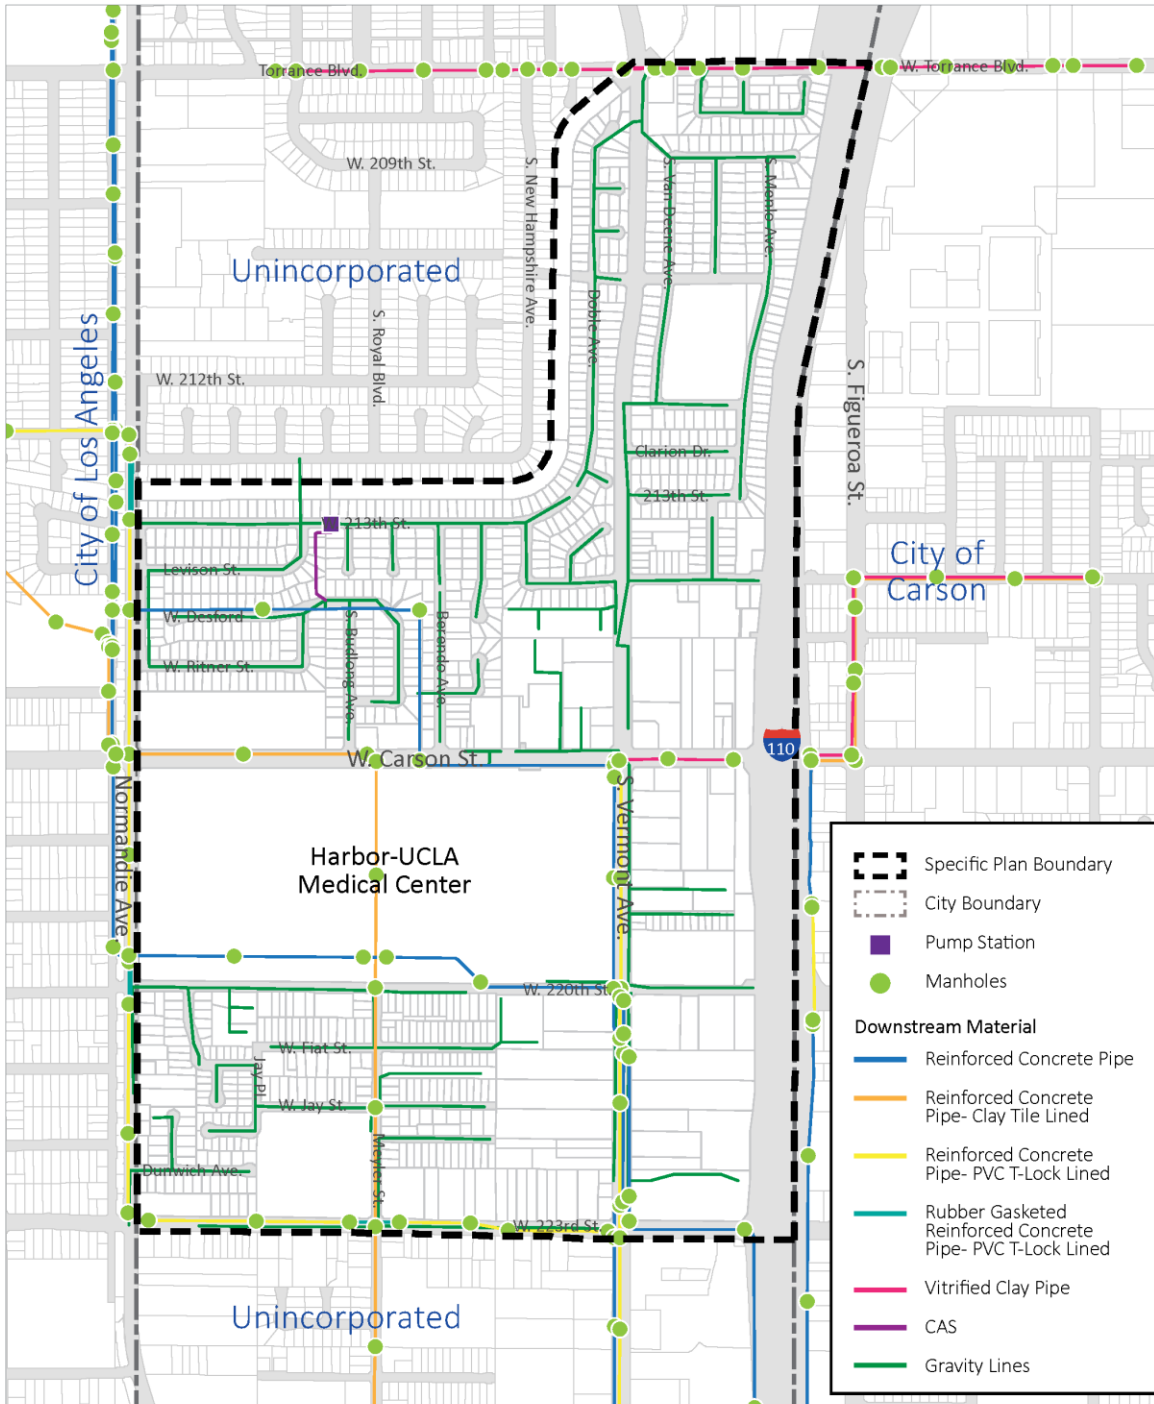 Torrance Blvd.
W. Torrance Blvd.
W. 209th St.
S. New Hampshire Ave.
S. Van Deene Ave.
S. Menlo Ave.
Unincorporated
Doble Ave.
S. Royal Blvd.
City of Los Angeles
W. 212th St.
S. Figueroa St.
Clarion Dr.
213th St.
W. 213th St.
City of
Carson
Levison St.
W. Desford
S. Budlong Ave.
Berendo Ave.
W. Ritner St.
110
W. Carson St.
Normandie Ave.
S. Vermont Ave.
Harbor-UCLA
Medical Center
W. 220th St.
W. Fiat St.
Jay Pl.
W. Jay St.
Meyler St.
Dunwich Ave.
W. 223rd St.
Unincorporated
Specific Plan Boundary
City Boundary
Pump Station
Manholes
Downstream Material
Reinforced Concrete Pipe
Reinforced Concrete
Pipe- Clay Tile Lined
Reinforced Concrete
Pipe- PVC T-Lock Lined
Rubber Gasketed
Reinforced Concrete
Pipe- PVC T-Lock Lined
Vitrified Clay Pipe
CAS
Gravity Lines